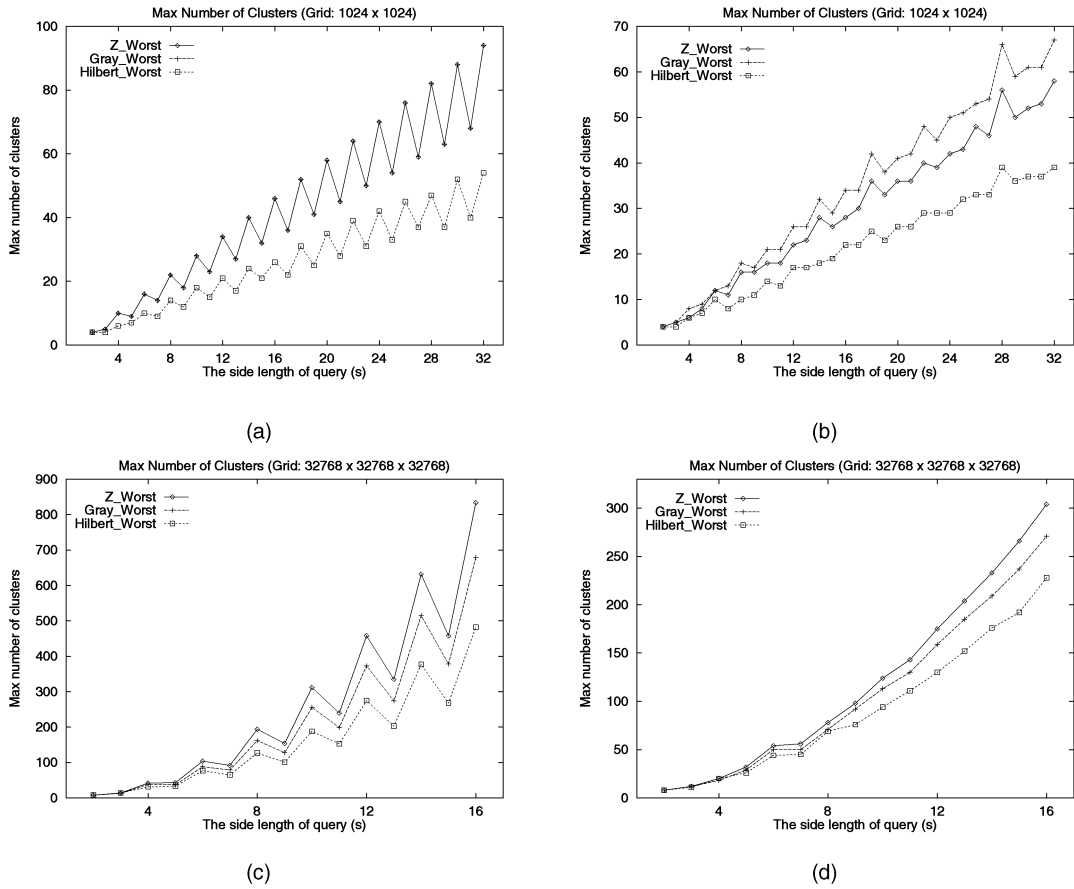 Max Number of Clusters (Grid: 1024 x 1024)
100
80
60
40
20
0
Max number of clusters
Z_Worst
Gray_Worst
Hilbert_Worst
4 8 12 16 20 24 28 32
The side length of query (s)
(a)
Max Number of Clusters (Grid: 1024 x 1024)
70
60
50
40
30
20
10
0
Max number of clusters
Z_Worst
Gray_Worst
Hilbert_Worst
4 8 12 16 20 24 28 32
The side length of query (s)
(b)
Max Number of Clusters (Grid: 32768 x 32768 x 32768)
900
800
700
600
500
400
300
200
100
0
Max number of clusters
Z_Worst
Gray_Worst
Hilbert_Worst
4 8 12 16
The side length of query (s)
(c)
Max Number of Clusters (Grid: 32768 x 32768 x 32768)
300
250
200
150
100
50
0
Max number of clusters
Z_Worst
Gray_Worst
Hilbert_Worst
4 8 12 16
The side length of query (s)
(d)